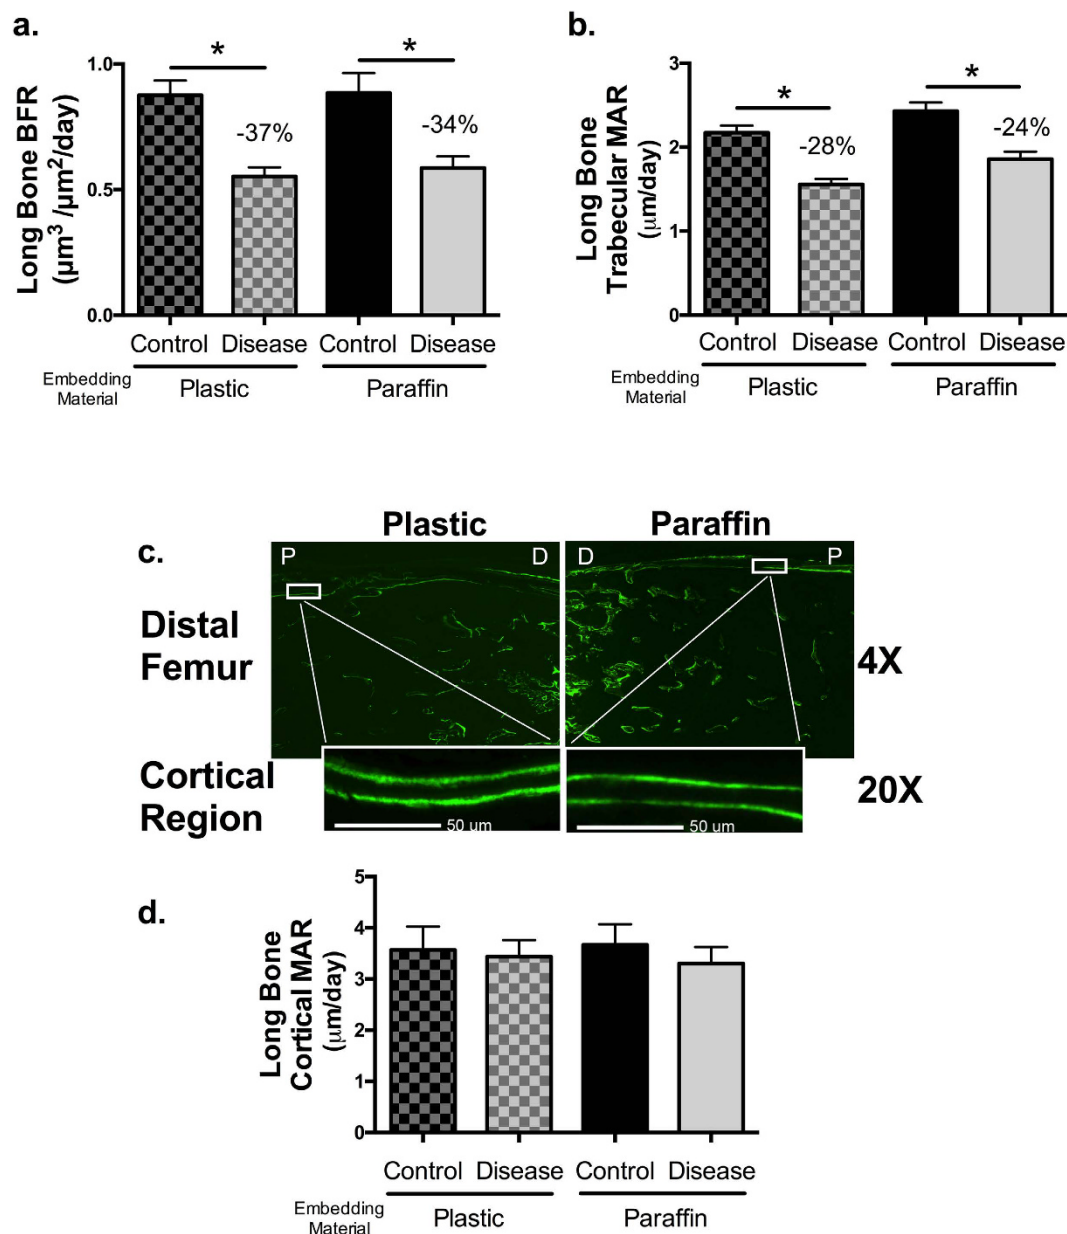 a.
Long Bone BFR
(µm³ /µm²/day)
1.0
0.5
0.0
*
*
-37%
-34%
Control Disease Control Disease
Embedding
Material
Plastic Paraffin
b.
Long Bone
Trabecular MAR
(µm/day)
3
2
1
0
*
*
-28%
-24%
Control Disease Control Disease
Embedding
Material
Plastic Paraffin
c.
Plastic Paraffin
P D D P
Distal
Femur
4X
Cortical
Region
20X
50 um 50 um
d.
Long Bone
Cortical MAR
(µm/day)
5
4
3
2
1
0
Control Disease Control Disease
Embedding
Material
Plastic Paraffin